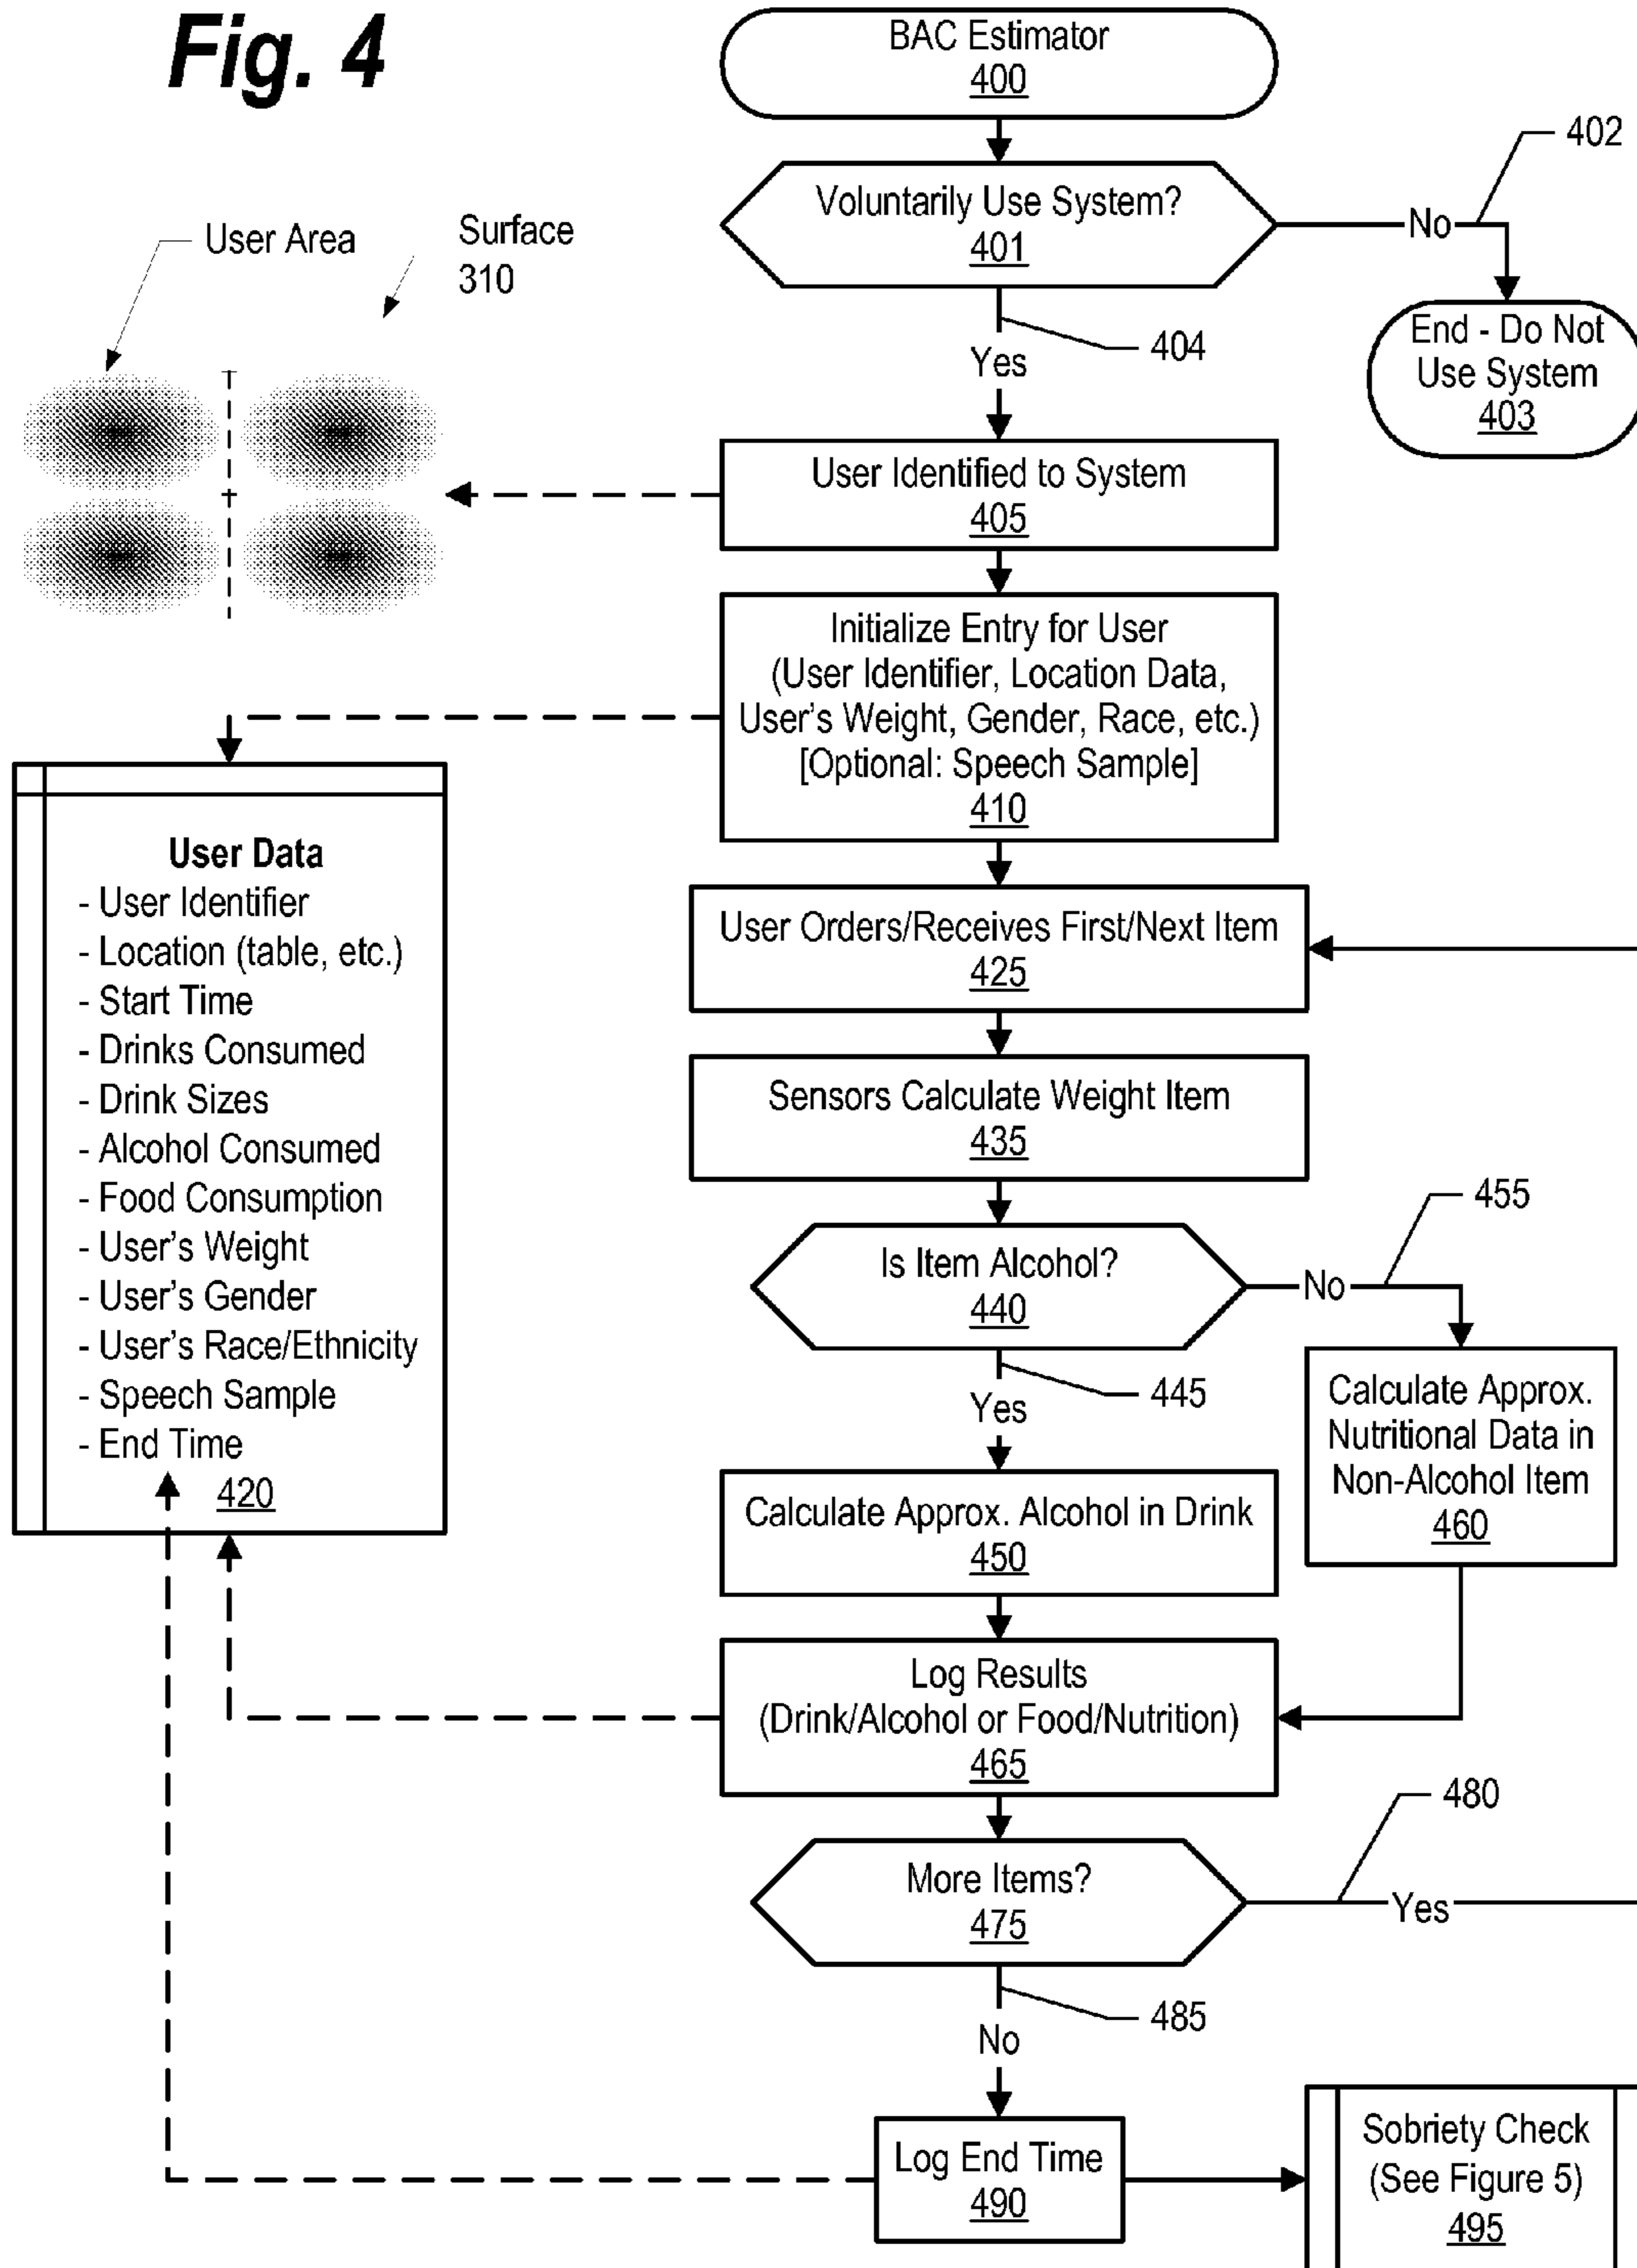 Fig. 4
BAC Estimator
400
Voluntarily Use System?
401
No
402
End - Do Not
Use System
403
404
Yes
User Area
Surface
310
User Identified to System
405
Initialize Entry for User
(User Identifier, Location Data,
User's Weight, Gender, Race, etc.)
[Optional: Speech Sample]
410
User Data
- User Identifier
- Location (table, etc.)
- Start Time
- Drinks Consumed
- Drink Sizes
- Alcohol Consumed
- Food Consumption
- User's Weight
- User's Gender
- User's Race/Ethnicity
- Speech Sample
- End Time
420
User Orders/Receives First/Next Item
425
Sensors Calculate Weight Item
435
Is Item Alcohol?
440
No
455
445
Yes
Calculate Approx.
Nutritional Data in
Non-Alcohol Item
460
Calculate Approx. Alcohol in Drink
450
Log Results
(Drink/Alcohol or Food/Nutrition)
465
More Items?
475
480
Yes
485
No
Log End Time
490
Sobriety Check
(See Figure 5)
495